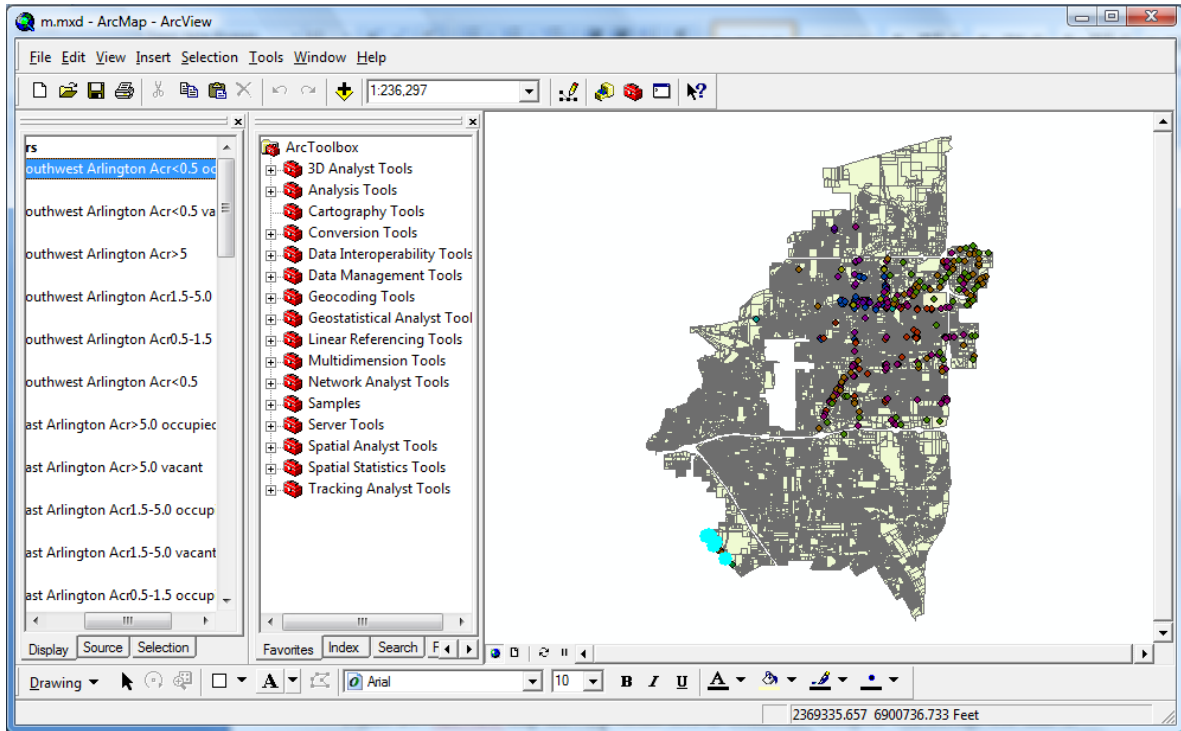 m.mxd - ArcMap - ArcView
File Edit View Insert Selection Tools Window Help
1:236,297
rs
outhwest Arlington Acr<0.5 oc
outhwest Arlington Acr<0.5 va
outhwest Arlington Acr>5
outhwest Arlington Acr1.5-5.0
outhwest Arlington Acr0.5-1.5
outhwest Arlington Acr<0.5
ast Arlington Acr>5.0 occupied
ast Arlington Acr>5.0 vacant
ast Arlington Acr1.5-5.0 occup
ast Arlington Acr1.5-5.0 vacant
ast Arlington Acr0.5-1.5 occup
Display Source Selection
ArcToolbox
3D Analyst Tools
Analysis Tools
Cartography Tools
Conversion Tools
Data Interoperability Tools
Data Management Tools
Geocoding Tools
Geostatistical Analyst Tool
Linear Referencing Tools
Multidimension Tools
Network Analyst Tools
Samples
Server Tools
Spatial Analyst Tools
Spatial Statistics Tools
Tracking Analyst Tools
Favorites Index Search F
Drawing A Arial 10 B I U A
2369335.657 6900736.733 Feet